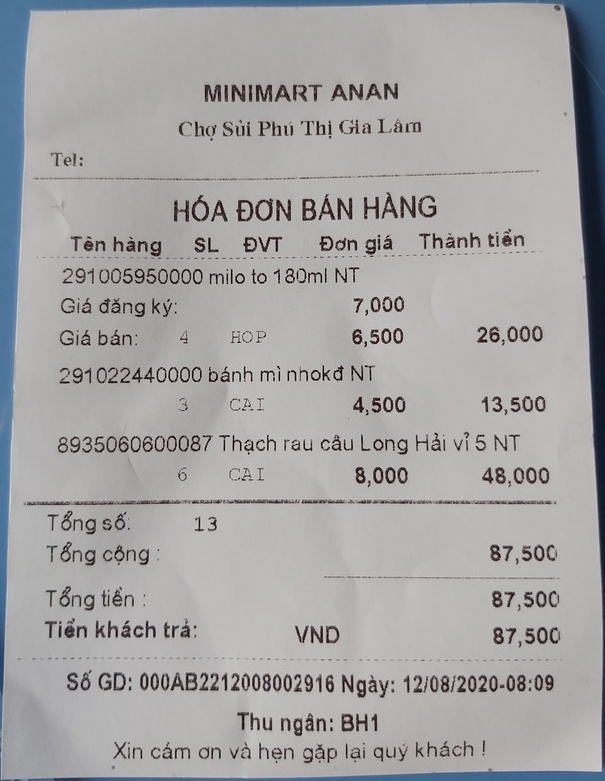 MINIMART ANAN
Chợ Sủi Phú Thị Gia Lâm
Tel:
HÓA ĐƠN BÁN HÀNG
Tên hàng SL ĐVT Đơn giá Thành tiền
291005950000 milo to 180ml NT
Giá đăng ký: 7,000
Giá bán: 4 HOP 6,500 26,000
291022440000 bánh mì nhokđ NT
3 CAI 4,500 13,500
8935060600087 Thạch rau câu Long Hải vỉ 5 NT
6 CAI 8,000 48,000
Tổng số: 13
Tổng cộng : 87,500
Tổng tiền : 87,500
Tiền khách trả: VND 87,500
Số GD: 000AB2212008002916 Ngày: 12/08/2020-08:09
Thu ngân: BH1
Xin cám ơn và hẹn gặp lại quý khách !